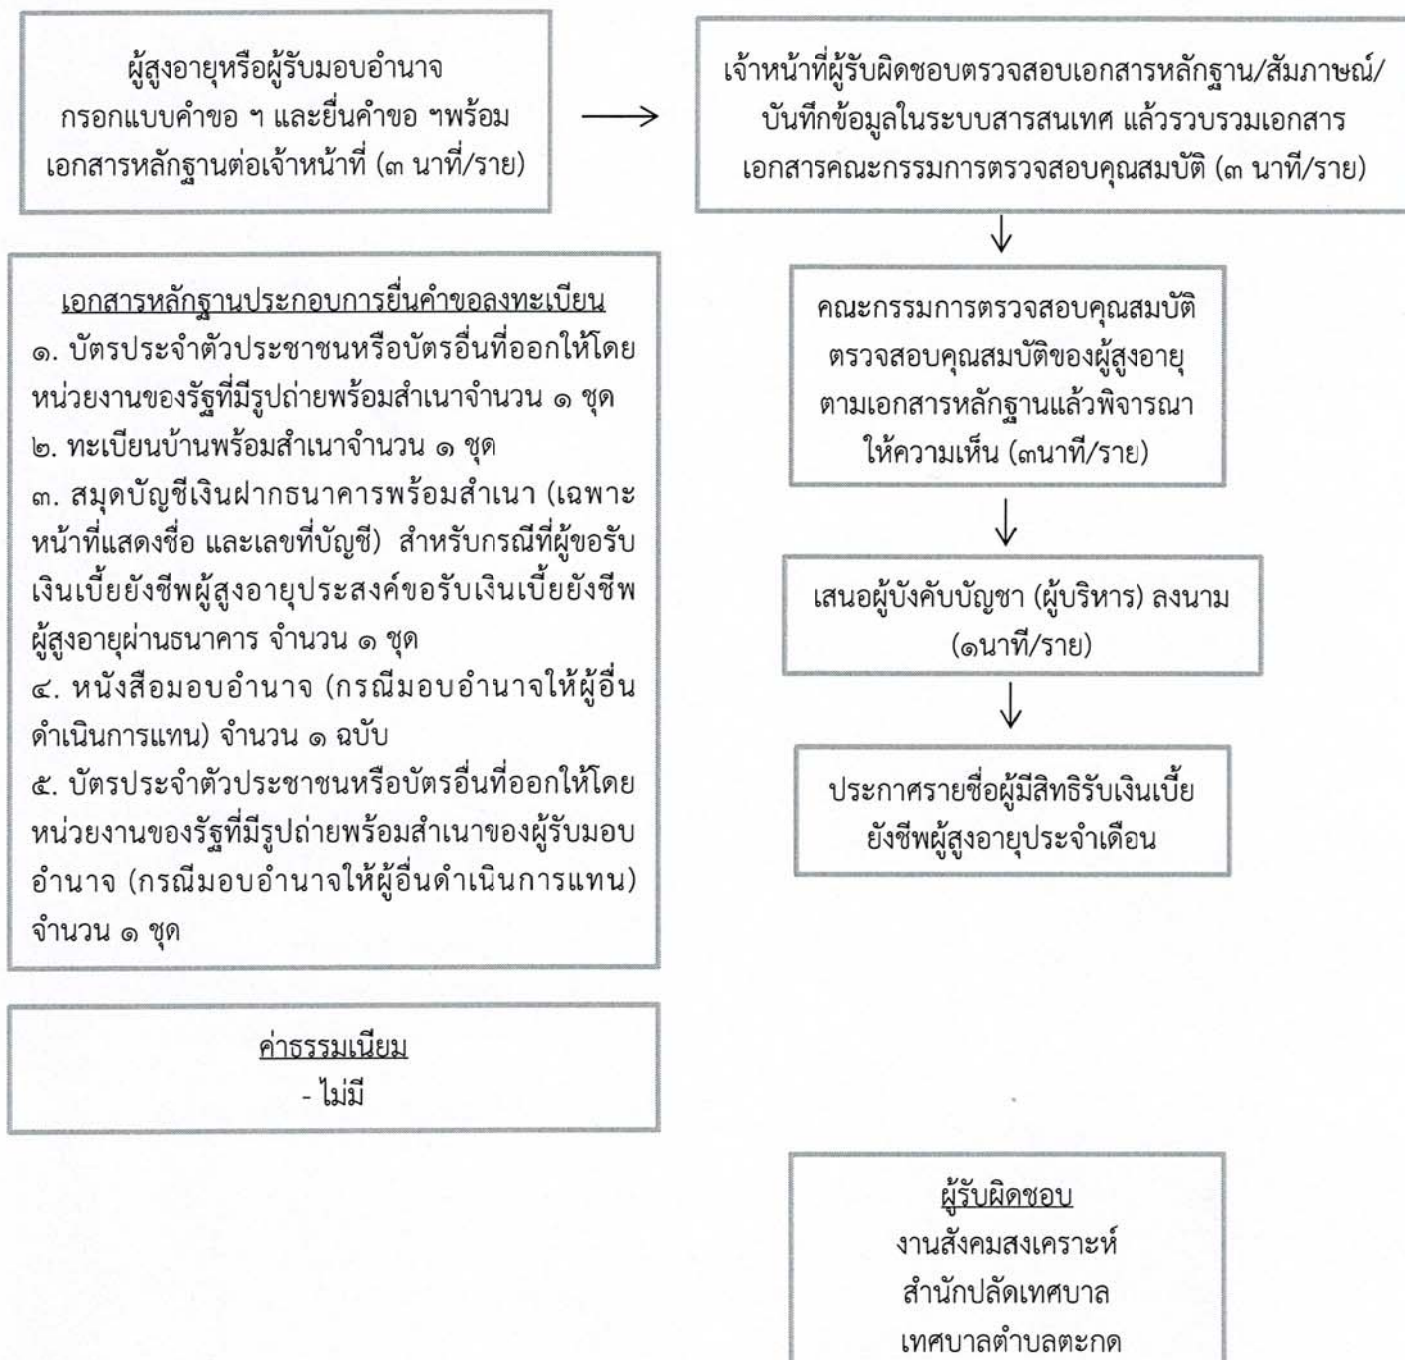 ผู้สูงอายุหรือผู้รับมอบอำนาจ
กรอกแบบคำขอ ฯ และยื่นคำขอ ฯพร้อม
เอกสารหลักฐานต่อเจ้าหน้าที่ (๓ นาที่/ราย)
เจ้าหน้าที่ผู้รับผิดชอบตรวจสอบเอกสารหลักฐาน/สัมภาษณ์/
บันทึกข้อมูลในระบบสารสนเทศ แล้วรวบรวมเอกสาร
เอกสารคณะกรรมการตรวจสอบคุณสมบัติ (๓ นาที/ราย)
คณะกรรมการตรวจสอบคุณสมบัติ
ตรวจสอบคุณสมบัติของผู้สูงอายุ
ตามเอกสารหลักฐานแล้วพิจารณา
ให้ความเห็น (๓นาที/ราย)
เสนอผู้บังคับบัญชา (ผู้บริหาร) ลงนาม
(๑นาที/ราย)
ประกาศรายชื่อผู้มีสิทธิรับเงินเบี้ย
ยังชีพผู้สูงอายุประจำเดือน
เอกสารหลักฐานประกอบการยื่นคำขอลงทะเบียน
๑. บัตรประจำตัวประชาชนหรือบัตรอื่นที่ออกให้โดย
หน่วยงานของรัฐที่มีรูปถ่ายพร้อมสำเนาจำนวน ๑ ชุด
๒. ทะเบียนบ้านพร้อมสำเนาจำนวน ๑ ชุด
๓. สมุดบัญชีเงินฝากธนาคารพร้อมสำเนา (เฉพาะ
หน้าที่แสดงชื่อ และเลขที่บัญชี) สำหรับกรณีที่ผู้ขอรับ
เงินเบี้ยยังชีพผู้สูงอายุประสงค์ขอรับเงินเบี้ยยังชีพ
ผู้สูงอายุผ่านธนาคาร จำนวน ๑ ชุด
๔. หนังสือมอบอำนาจ (กรณีมอบอำนาจให้ผู้อื่น
ดำเนินการแทน) จำนวน ๑ ฉบับ
๕. บัตรประจำตัวประชาชนหรือบัตรอื่นที่ออกให้โดย
หน่วยงานของรัฐที่มีรูปถ่ายพร้อมสำเนาของผู้รับมอบ
อำนาจ (กรณีมอบอำนาจให้ผู้อื่นดำเนินการแทน)
จำนวน ๑ ชุด
ค่าธรรมเนียม
- ไม่มี
ผู้รับผิดชอบ
งานสังคมสงเคราะห์
สำนักปลัดเทศบาล
เทศบาลตำบลตะกด